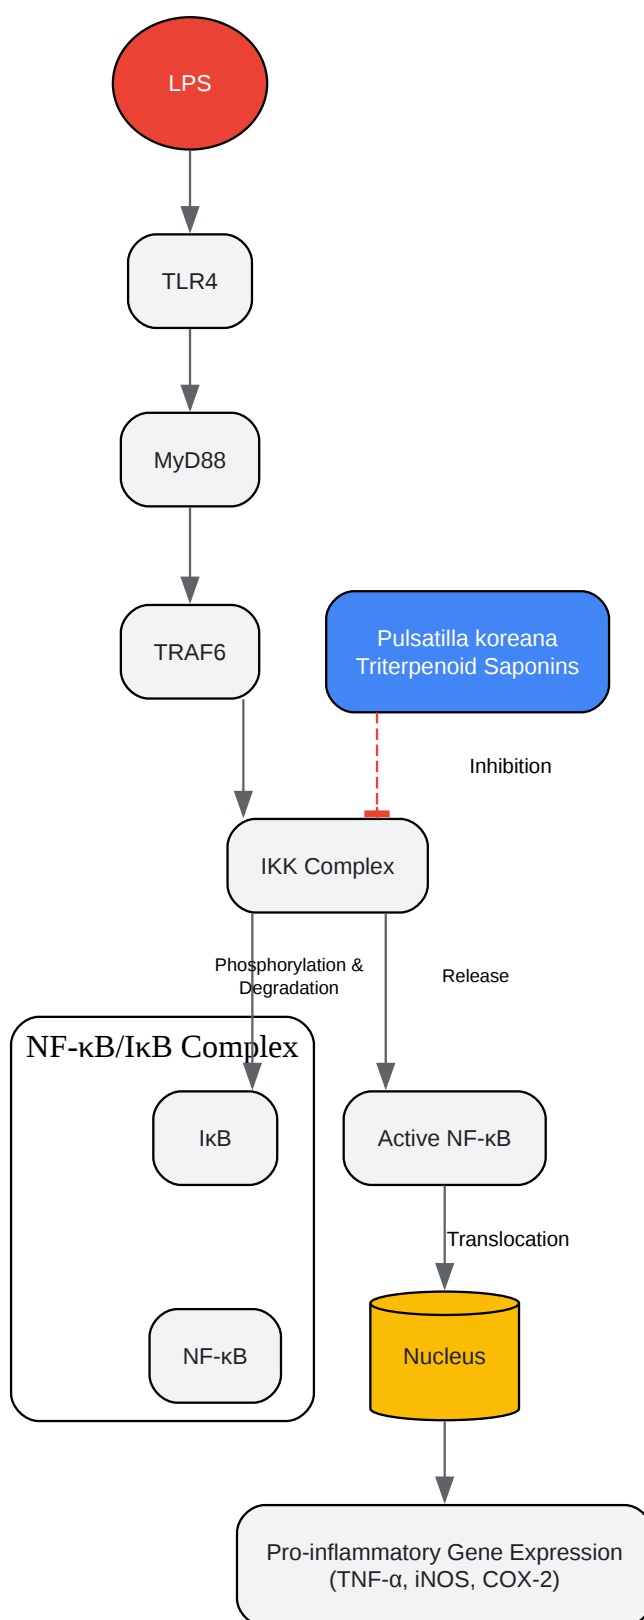 LPS
TLR4
MyD88
TRAF6
Pulsatilla koreana
Triterpenoid Saponins
Inhibition
IKK Complex
Phosphorylation &
Degradation
Release
NF-κB/IκB Complex
IκB
Active NF-κB
Translocation
NF-κB
Nucleus
Pro-inflammatory Gene Expression
(TNF-α, iNOS, COX-2)